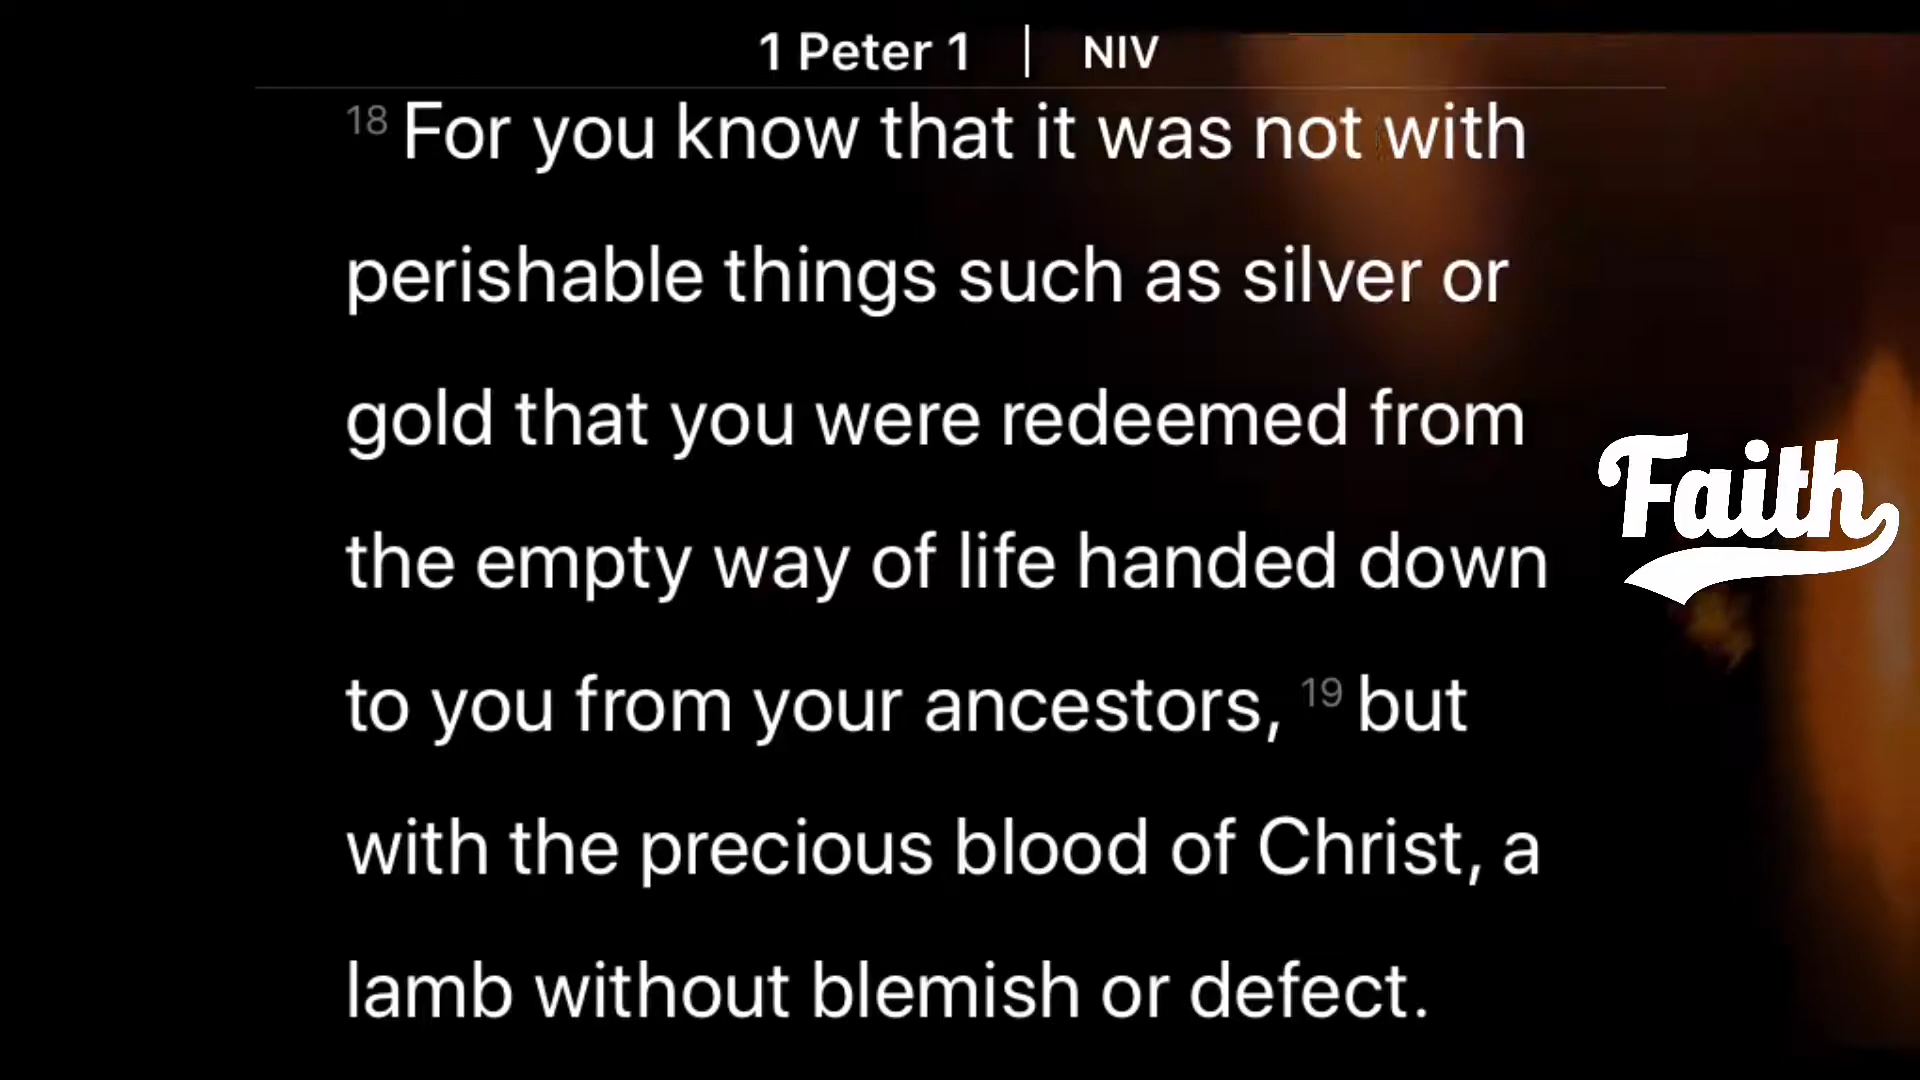 1 Peter 1 | NIV
18 For you know that it was not with
perishable things such as silver or
gold that you were redeemed from
the empty way of life handed down
to you from your ancestors, 19 but
with the precious blood of Christ, a
lamb without blemish or defect.
Faith